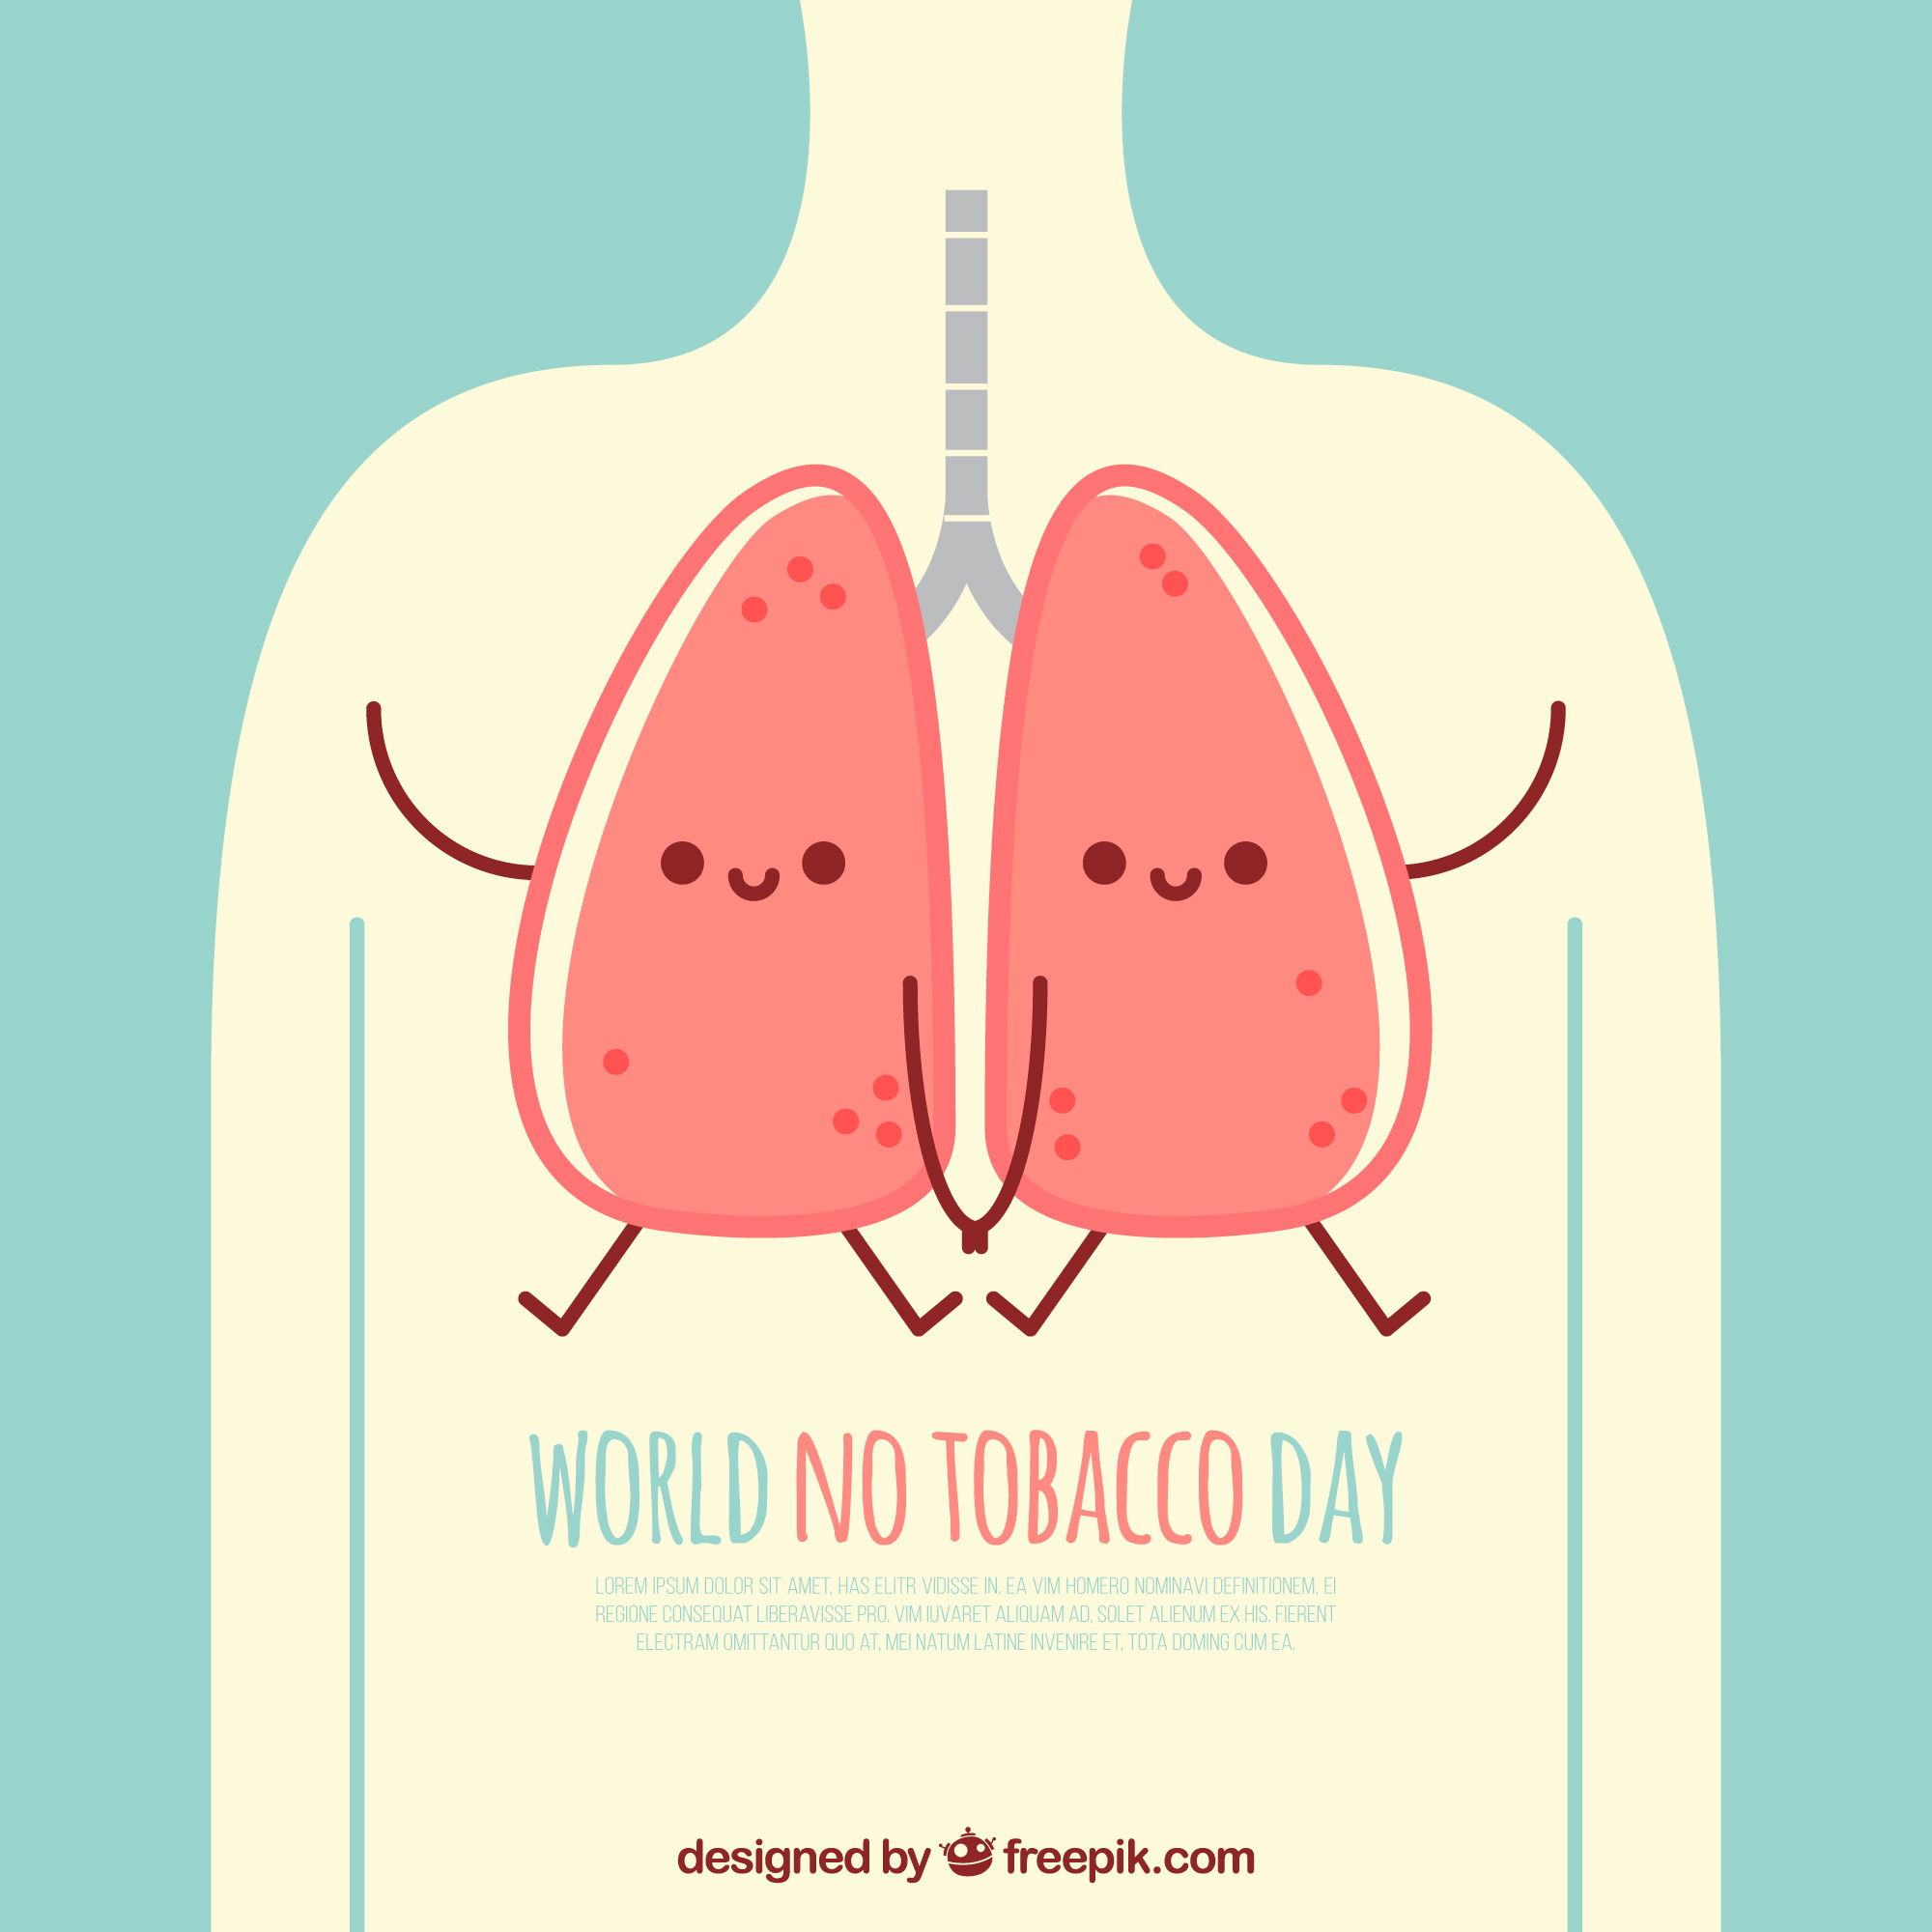 WORLD NO TOBACCO DAY
LOREM IPSUM DOLOR SIT AMET, HAS ELITR VIDISSE IN. EA VIM HOMERO NOMINAVI DEFINITIONEM, EI
REGIONE CONSEQUAT LIBERAVISSE PRO. VIM IUVARET ALIQUAM AD, SOLET ALIENUM EX HIS. FIERENT
ELECTRAM OMITTANTUR QUO AT, MEI NATUM LATINE INVENIRE ET, TOTA DOMING CUM EA.
designed by freepik.com